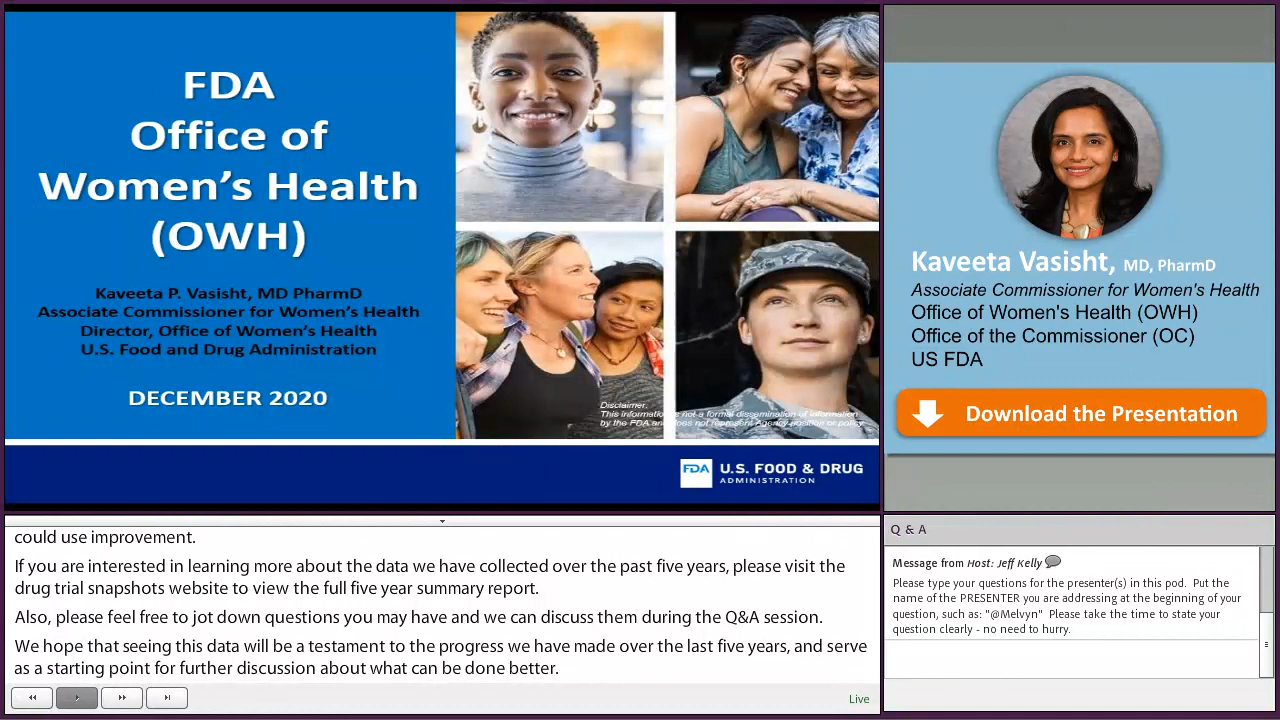 FDA
Office of
Women's Health
(OWH)
Kaveeta P. Vasisht, MD PharmD
Associate Commissioner for Women's Health
Director, Office of Women's Health
U.S. Food and Drug Administration
DECEMBER 2020
Disclaimer:
This information is not a formal dissemination of information
by the FDA and does not represent Agency position or policy.
FDA
U.S. FOOD & DRUG
ADMINISTRATION
Kaveeta Vasisht, MD, PharmD
Associate Commissioner for Women's Health
Office of Women's Health (OWH)
Office of the Commissioner (OC)
US FDA
Download the Presentation
could use improvement.
If you are interested in learning more about the data we have collected over the past five years, please visit the
drug trial snapshots website to view the full five year summary report.
Also, please feel free to jot down questions you may have and we can discuss them during the Q&A session.
We hope that seeing this data will be a testament to the progress we have made over the last five years, and serve
as a starting point for further discussion about what can be done better.
Live
Q & A
Message from Host: Jeff Kelly
Please type your questions for the presenter(s) in this pod. Put the
name of the PRESENTER you are addressing at the beginning of your
question, such as: "@Melvyn" Please take the time to state your
question clearly - no need to hurry.